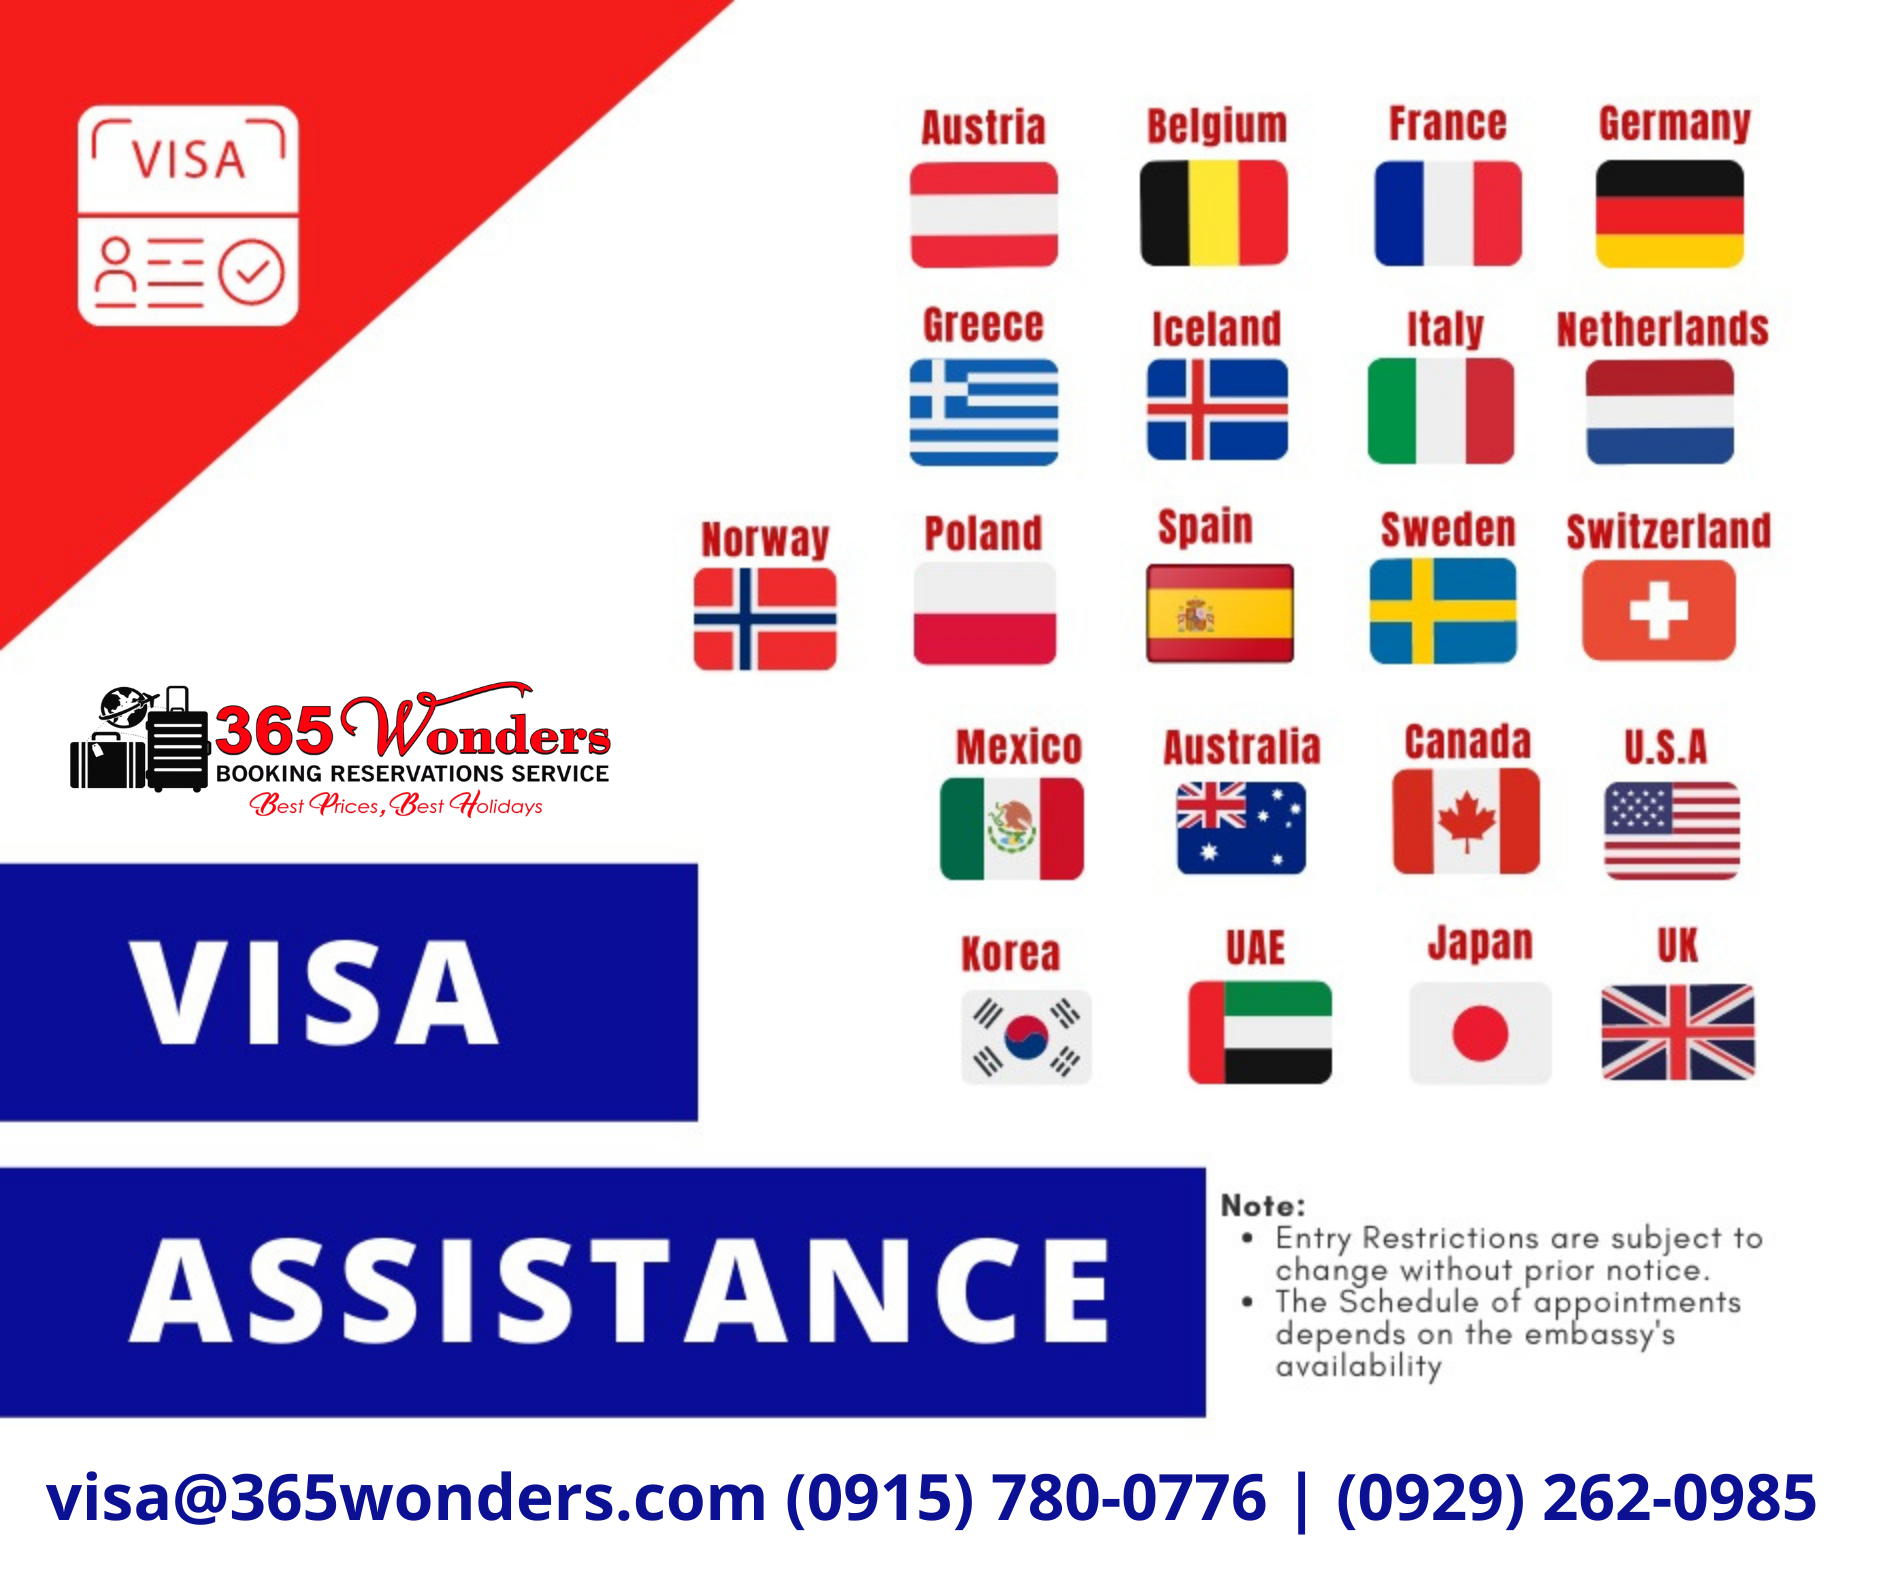 VISA
Austria
Belgium
France
Germany
Greece
Iceland
Italy
Netherlands
Norway
Poland
Spain
Sweden
Switzerland
365 Wonders
BOOKING RESERVATIONS SERVICE
Best Prices, Best Holidays
Mexico
Australia
Canada
U.S.A
Korea
UAE
Japan
UK
VISA
ASSISTANCE
Note:
• Entry Restrictions are subject to
change without prior notice.
• The Schedule of appointments
depends on the embassy's
availability
visa@365wonders.com (0915) 780-0776 | (0929) 262-0985